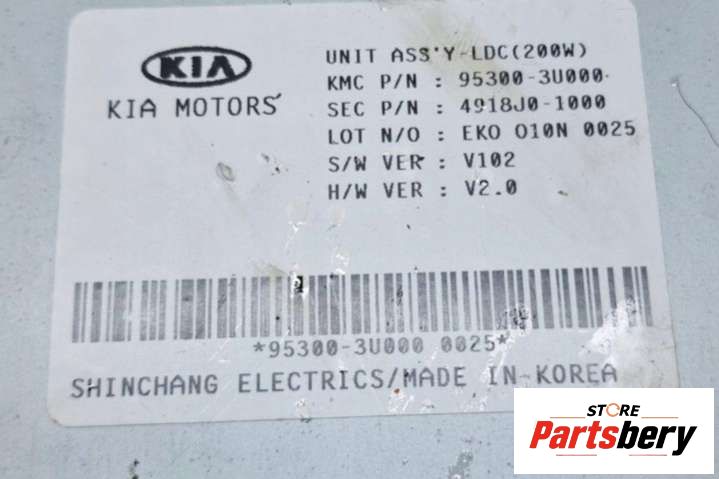 KIA
KIA MOTORS
UNIT ASS'Y-LDC(200W)
KMC P/N : 95300-3U000
SEC P/N : 4918J0-1000
LOT N/O : EKO O10N 0025
S/W VER : V102
H/W VER : V2.0
*95300-3U000 0025*
SHINCHANG ELECTRICS/MADE IN KOREA
STORE
Partsbery